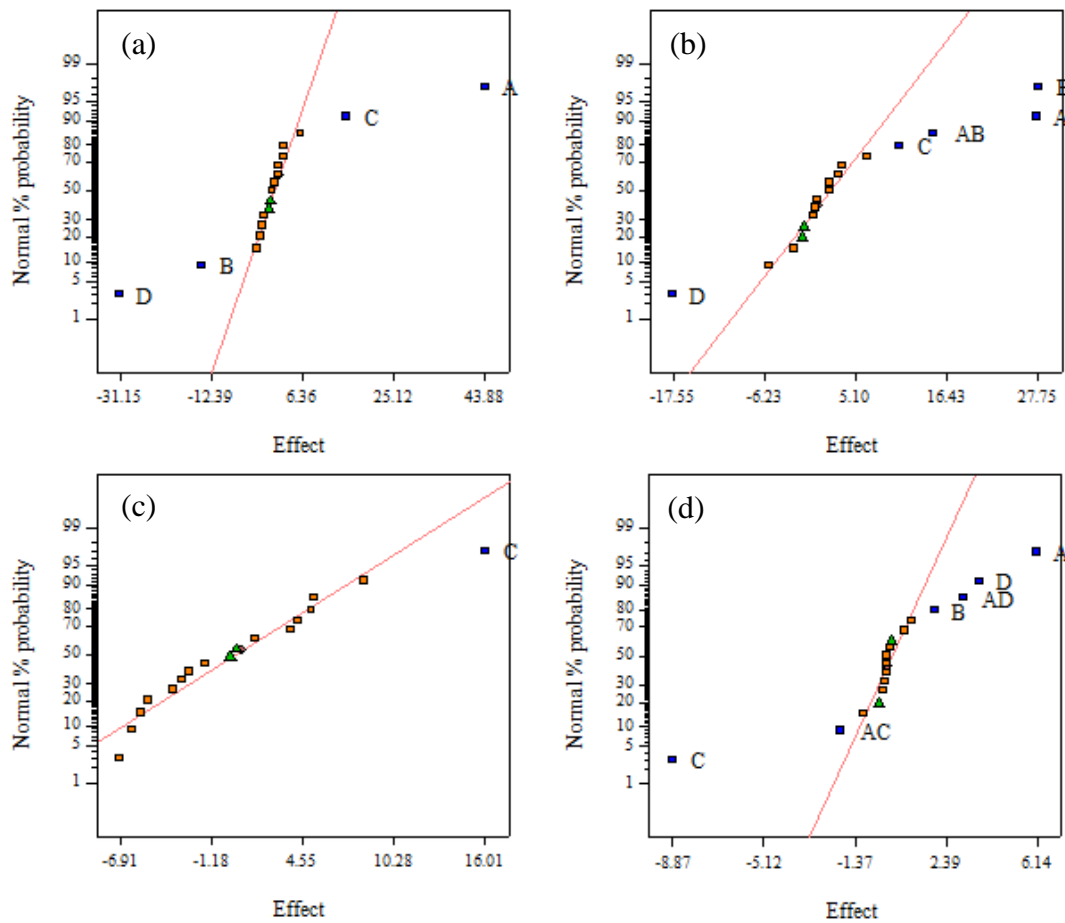 (a)
99
95
90
80
70
50
30
20
10
5
1
Normal % probability
A
C
B
D
-31.15 -12.39 6.36 25.12 43.88
Effect
(b)
99
95
90
80
70
50
30
20
10
5
1
Normal % probability
A
AB
C
D
-17.55 -6.23 5.10 16.43 27.75
Effect
(c)
99
95
90
80
70
50
30
20
10
5
1
Normal % probability
C
-6.91 -1.18 4.55 10.28 16.01
Effect
(d)
99
95
90
80
70
50
30
20
10
5
1
Normal % probability
A
D
AD
B
AC
C
-8.87 -5.12 -1.37 2.39 6.14
Effect